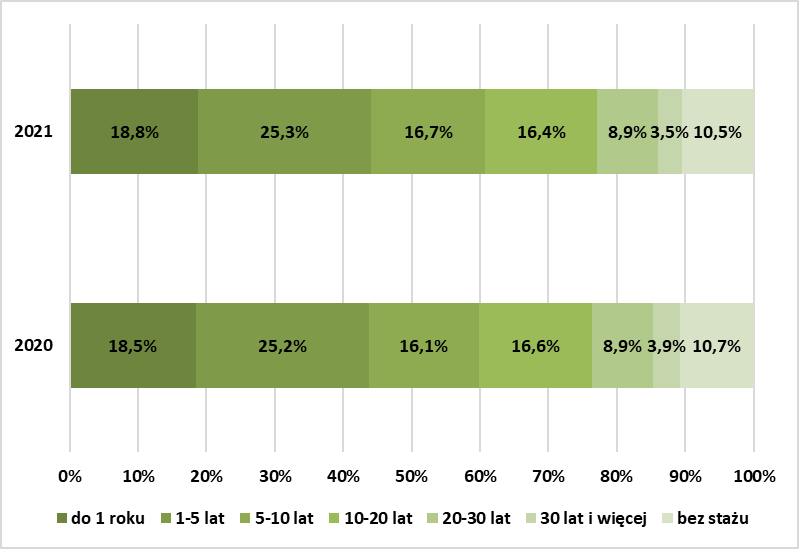 2021
18,8% 25,3% 16,7% 16,4% 8,9% 3,5% 10,5%
2020
18,5% 25,2% 16,1% 16,6% 8,9% 3,9% 10,7%
0% 10% 20% 30% 40% 50% 60% 70% 80% 90% 100%
do 1 roku 1-5 lat 5-10 lat 10-20 lat 20-30 lat 30 lat i więcej bez stażu